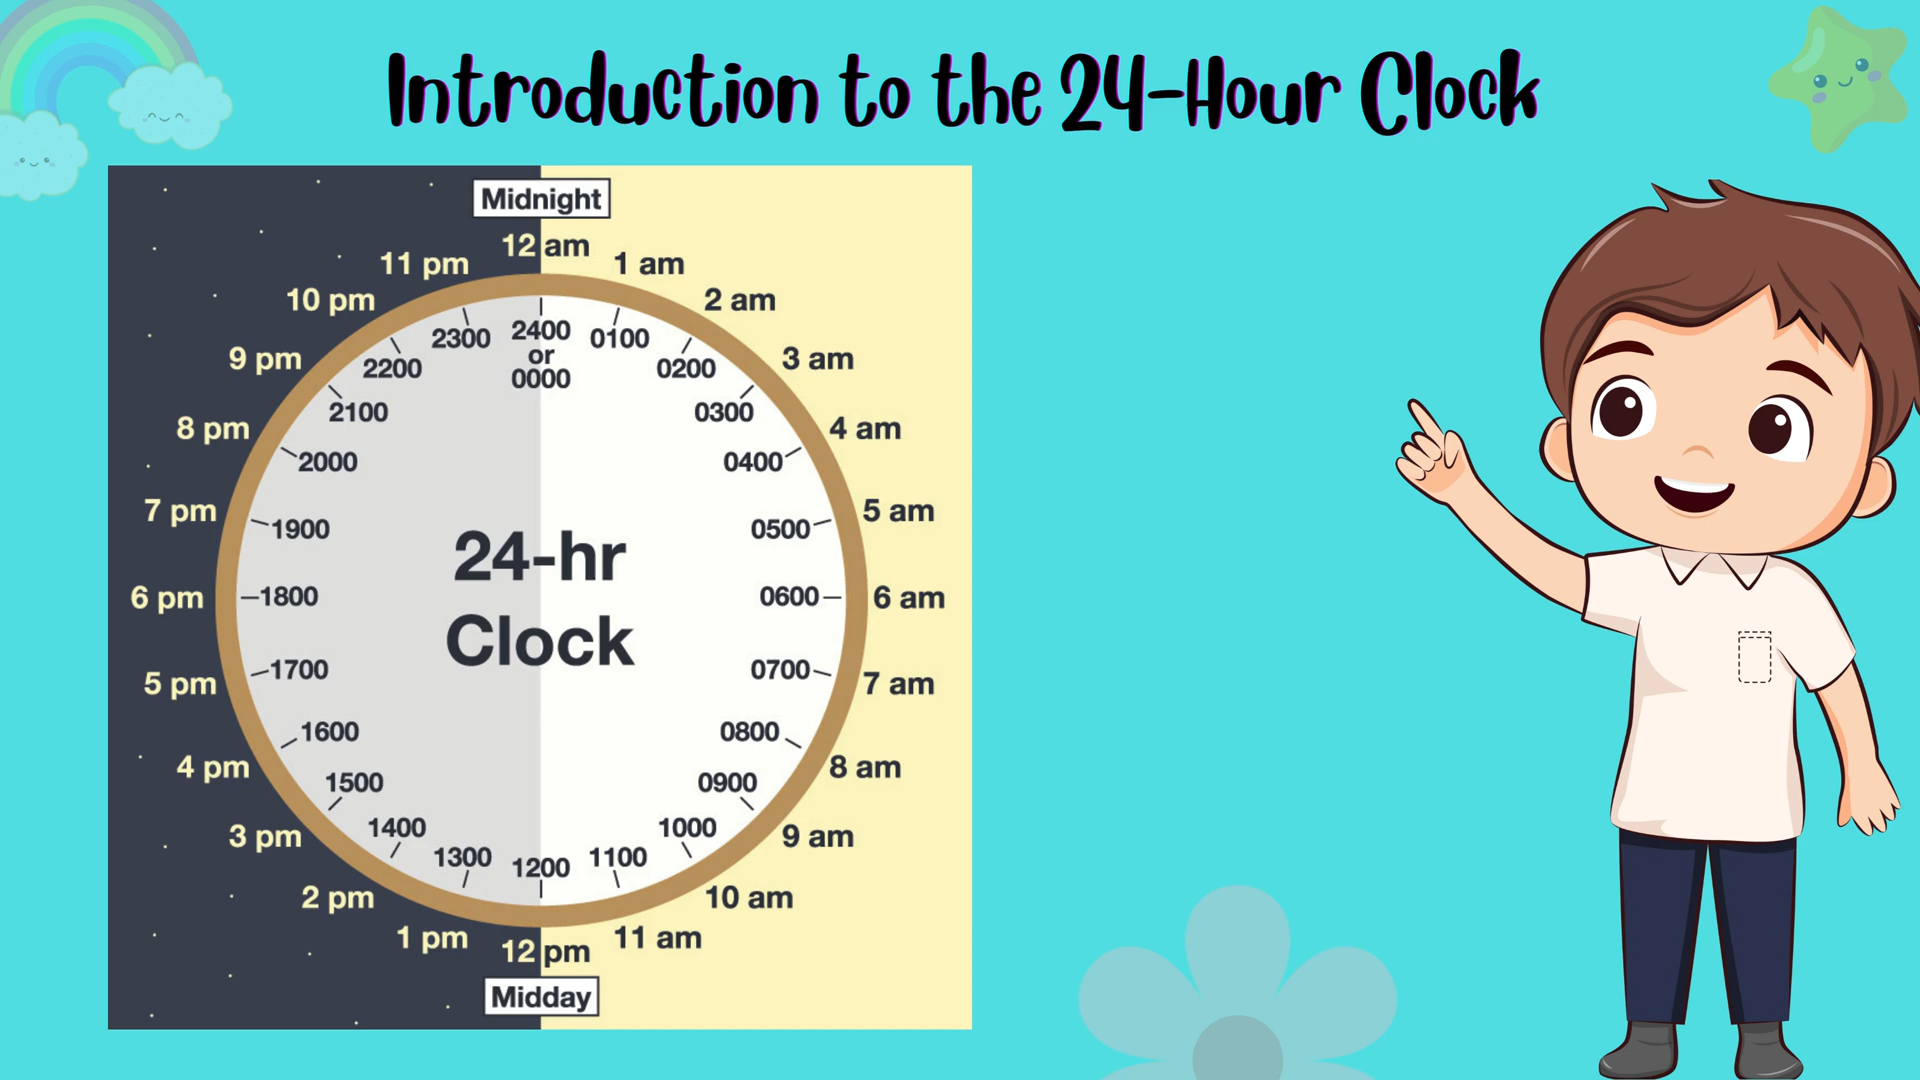 Introduction to the 24-Hour Clock
Midnight
12 am
11 pm
1 am
10 pm
2 am
9 pm
3 am
8 pm
4 am
7 pm
5 am
6 pm
6 am
5 pm
7 am
4 pm
8 am
3 pm
9 am
2 pm
10 am
1 pm
11 am
12 pm
Midday
2400
or
0000
2300
0100
2200
0200
2100
0300
2000
0400
1900
0500
1800
0600
1700
0700
1600
0800
1500
0900
1400
1000
1300
1100
1200
24-hr
Clock